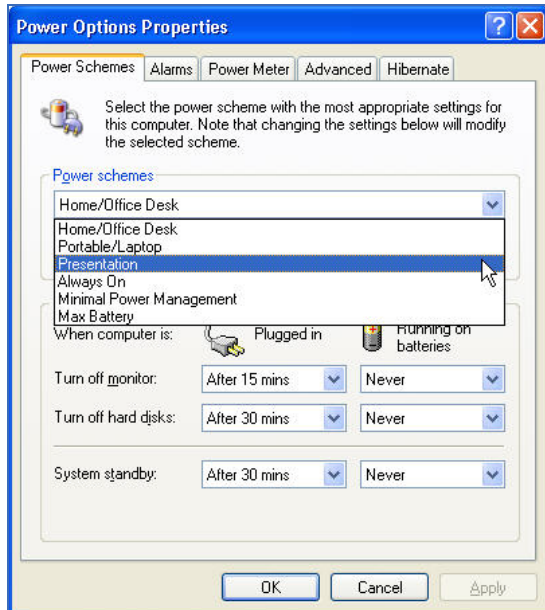 Power Options Properties
Power Schemes Alarms Power Meter Advanced Hibernate
Select the power scheme with the most appropriate settings for
this computer. Note that changing the settings below will modify
the selected scheme.
Power schemes
Home/Office Desk
Home/Office Desk
Portable/Laptop
Presentation
Always On
Minimal Power Management
Max Battery
When computer is: Plugged in Running on
batteries
Turn off monitor: After 15 mins Never
Turn off hard disks: After 30 mins Never
System standby: After 30 mins Never
OK Cancel Apply